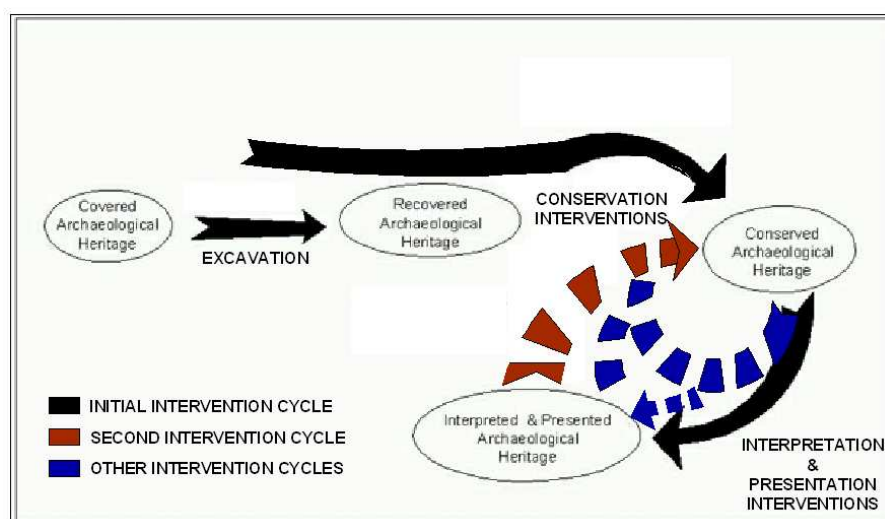 Covered
Archaeological
Heritage
EXCAVATION
Recovered
Archaeological
Heritage
CONSERVATION
INTERVENTIONS
Conserved
Archaeological
Heritage
INITIAL INTERVENTION CYCLE
SECOND INTERVENTION CYCLE
OTHER INTERVENTION CYCLES
Interpreted & Presented
Archaeological
Heritage
INTERPRETATION
&
PRESENTATION
INTERVENTIONS